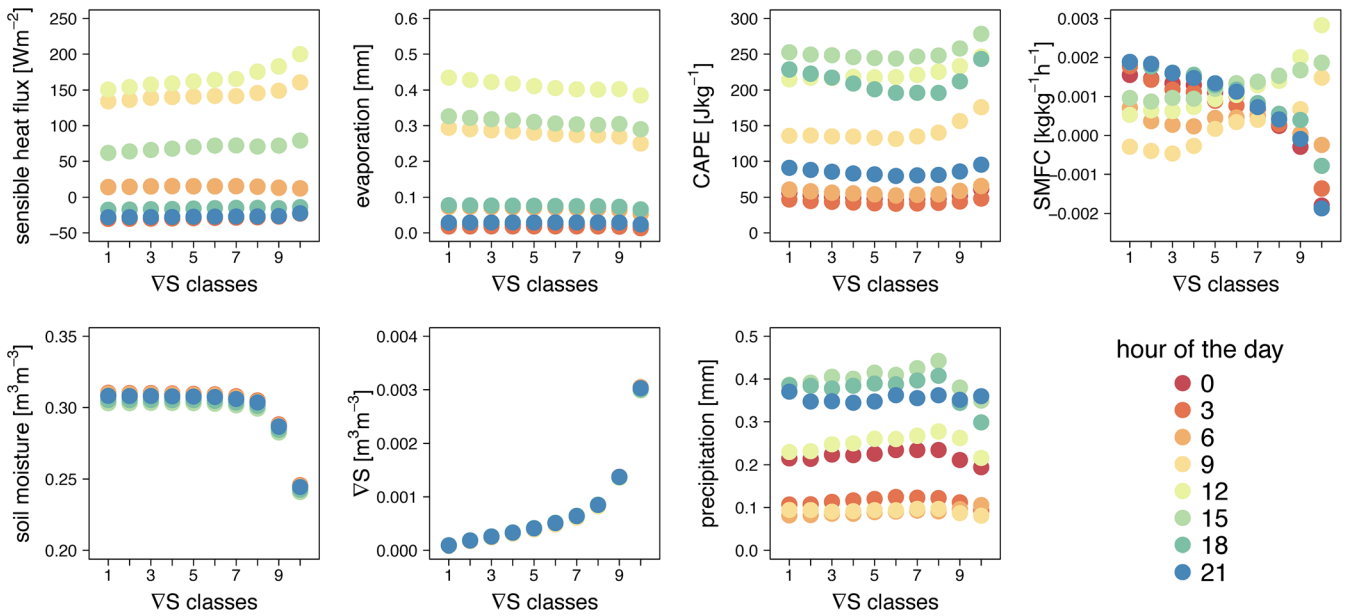 sensible heat flux [Wm−2]
250
200
150
100
50
0
−50
1 3 5 7 9
∇S classes
evaporation [mm]
0.6
0.5
0.4
0.3
0.2
0.1
0.0
1 3 5 7 9
∇S classes
CAPE [Jkg−1]
300
250
200
150
100
50
0
1 3 5 7 9
∇S classes
SMFC [kgkg−1h−1]
0.003
0.002
0.001
0.000
−0.001
−0.002
1 3 5 7 9
∇S classes
soil moisture [m3m−3]
0.35
0.30
0.25
0.20
1 3 5 7 9
∇S classes
∇S [m3m−3]
0.004
0.003
0.002
0.001
0.000
1 3 5 7 9
∇S classes
precipitation [mm]
0.5
0.4
0.3
0.2
0.1
0.0
1 3 5 7 9
∇S classes
hour of the day
0
3
6
9
12
15
18
21